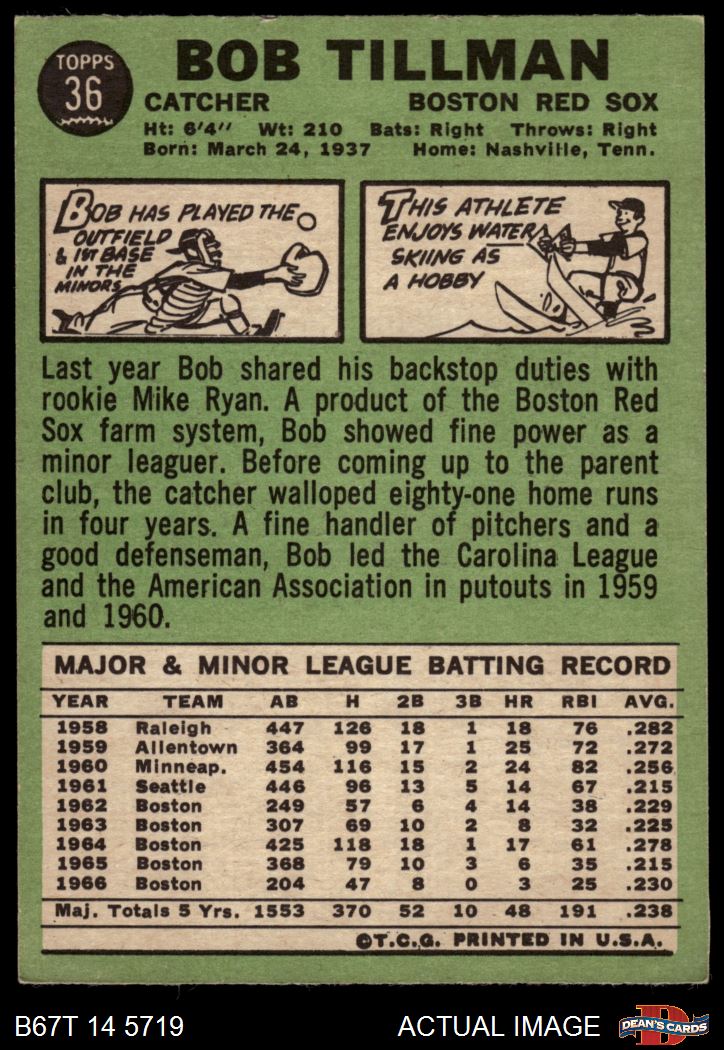 TOPPS
36
BOB TILLMAN
CATCHER BOSTON RED SOX
Ht: 6'4" Wt: 210 Bats: Right Throws: Right
Born: March 24, 1937 Home: Nashville, Tenn.
BOB HAS PLAYED THE
OUTFIELD
& 1ST BASE
IN THE
MINORS
THIS ATHLETE
ENJOYS WATER
SKIING AS
A HOBBY
Last year Bob shared his backstop duties with
rookie Mike Ryan. A product of the Boston Red
Sox farm system, Bob showed fine power as a
minor leaguer. Before coming up to the parent
club, the catcher walloped eighty-one home runs
in four years. A fine handler of pitchers and a
good defenseman, Bob led the Carolina League
and the American Association in putouts in 1959
and 1960.
MAJOR & MINOR LEAGUE BATTING RECORD
YEAR TEAM AB H 2B 3B HR RBI AVG.
1958 Raleigh 447 126 18 1 18 76 .282
1959 Allentown 364 99 17 1 25 72 .272
1960 Minneap. 454 116 15 2 24 82 .256
1961 Seattle 446 96 13 5 14 67 .215
1962 Boston 249 57 6 4 14 38 .229
1963 Boston 307 69 10 2 8 32 .225
1964 Boston 425 118 18 1 17 61 .278
1965 Boston 368 79 10 3 6 35 .215
1966 Boston 204 47 8 0 3 25 .230
Maj. Totals 5 Yrs. 1553 370 52 10 48 191 .238
©T.C.G. PRINTED IN U.S.A.
B67T 14 5719 ACTUAL IMAGE D DEAN'S CARDS